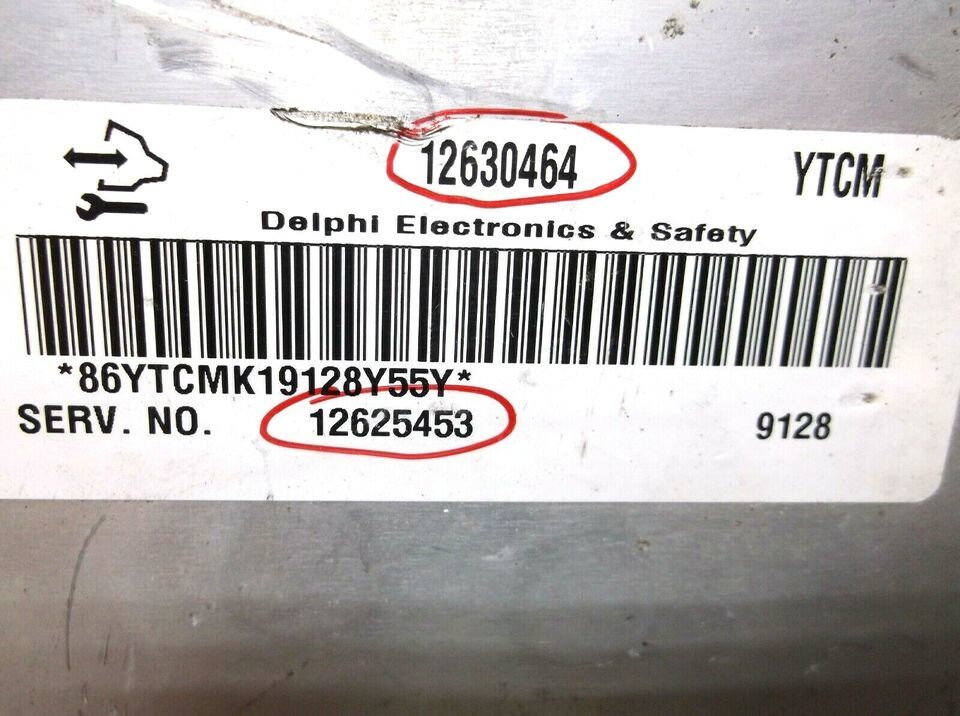 12630464 YTCM
Delphi Electronics & Safety
*86YTCMK19128Y55Y*
SERV. NO. 12625453 9128